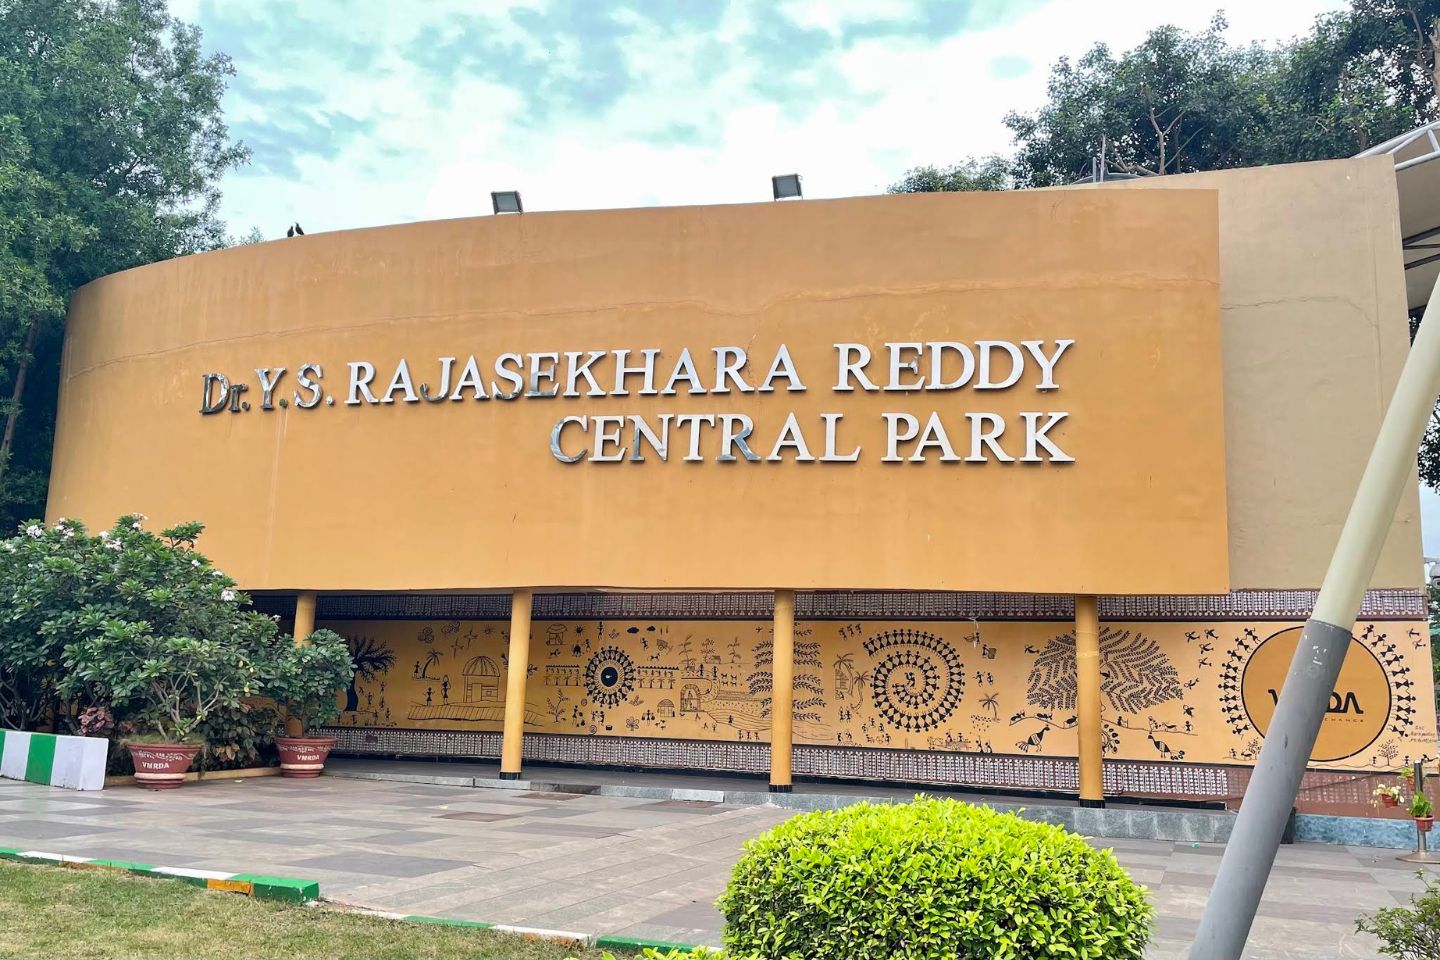 Dr. Y.S. RAJASEKHARA REDDY
CENTRAL PARK
VMRDA
VMRDA